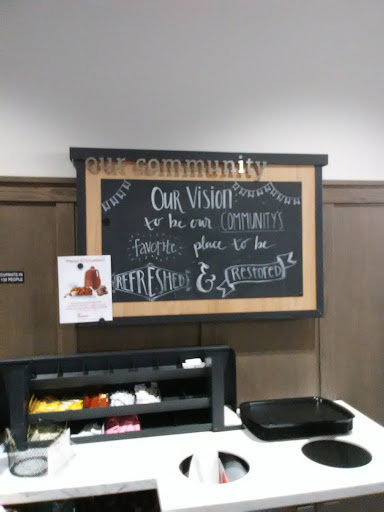 our community
OUR VISION
to be our COMMUNITY'S
favorite place to be
REFRESHED & RESTORED